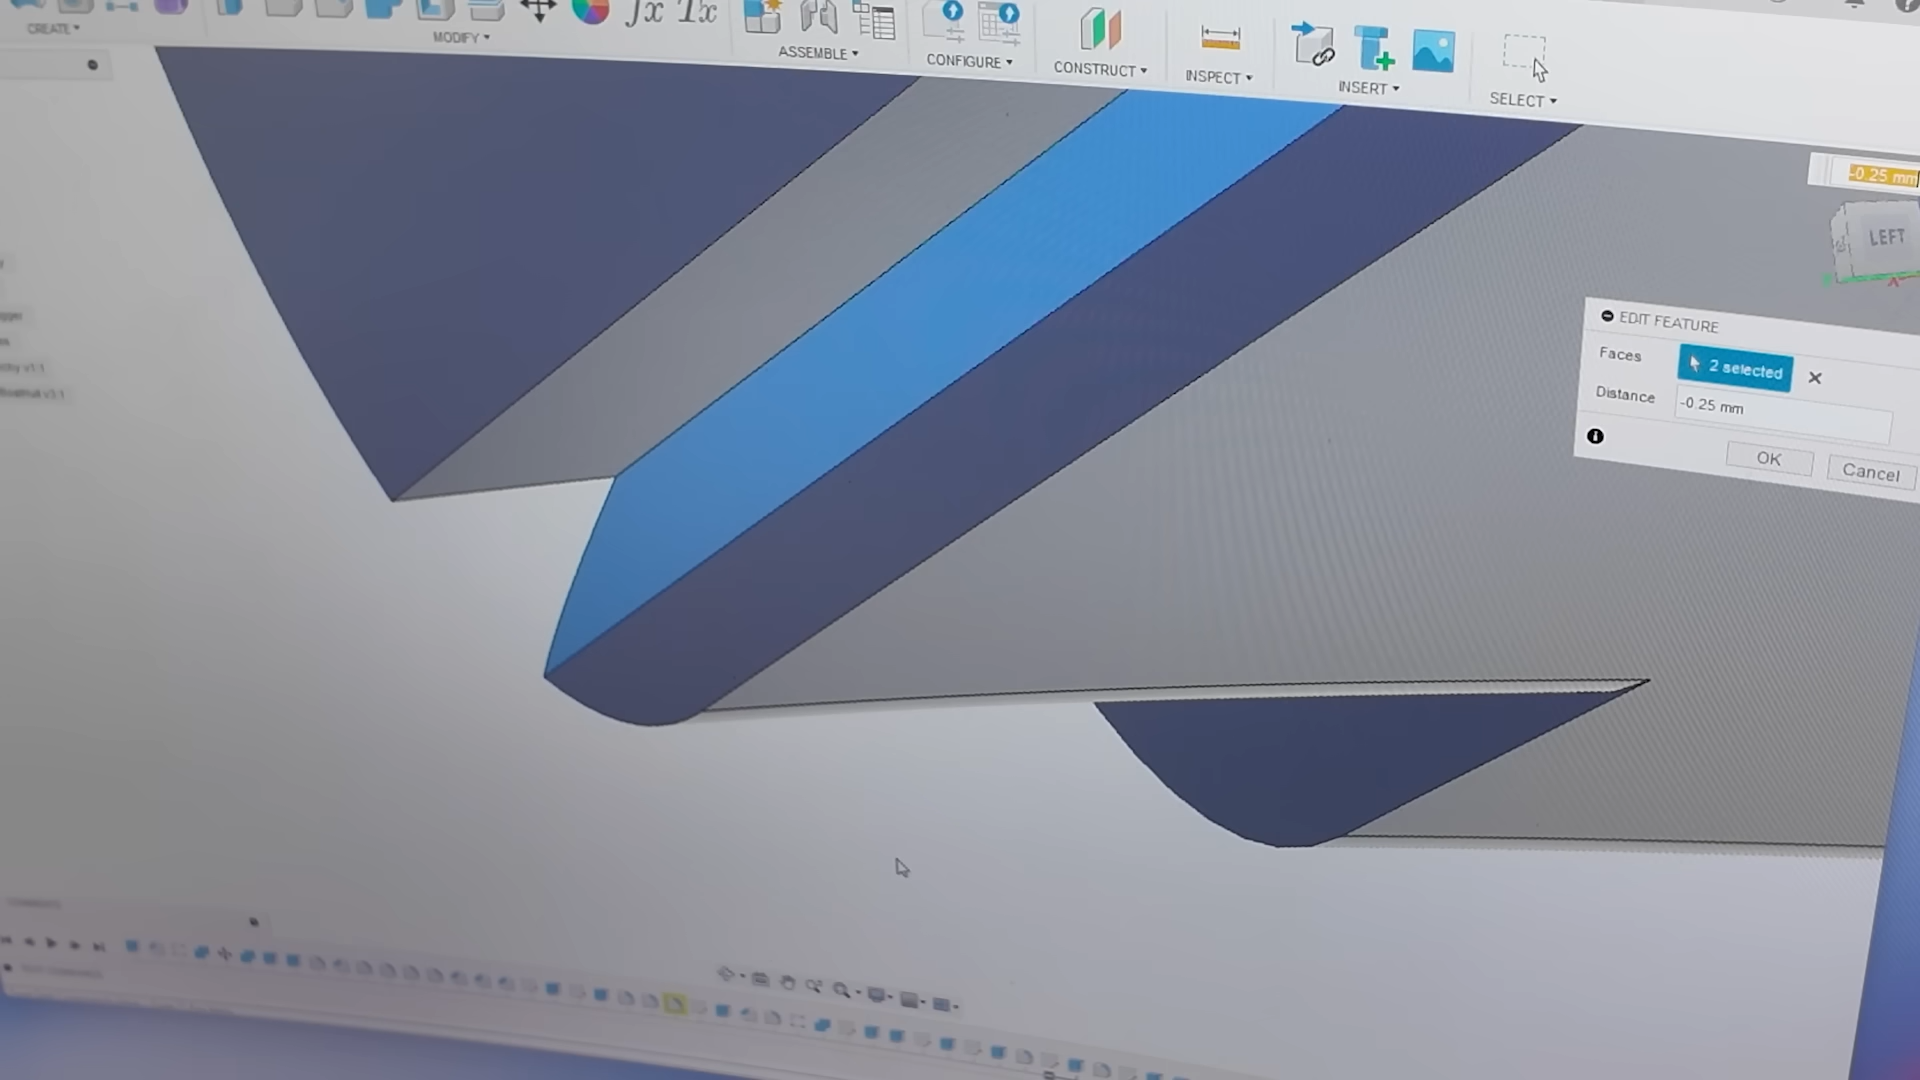 CREATE
MODIFY
ASSEMBLE
CONFIGURE
CONSTRUCT
INSPECT
INSERT
SELECT
-0.25 mm
LEFT
EDIT FEATURE
Faces 2 selected
Distance -0.25 mm
OK Cancel